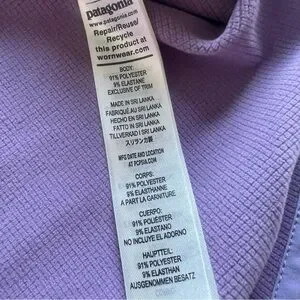 patagonia
Repair/Reuse/
Recycle
this product at
wornwear.com
BODY:
91% POLYESTER
9% ELASTANE
EXCLUSIVE OF TRIM
MADE IN SRI LANKA
FABRIQUÉ AU SRI LANKA
HECHO EN SRI LANKA
FATTO IN SRI LANKA
TILLVERKAD I SRI LANKA
スリランカ製
MFG DATE AND LOCATION
AT PCPSIA.COM
CORPS:
91% POLYESTER
9% ELASTHANNE
A PART LA GARNITURE
CUERPO:
91% POLIÉSTER
9% ELASTANO
NO INCLUYE EL ADORNO
HAUPTTEIL:
91% POLYESTER
9% ELASTHAN
AUSGENOMMEN BESATZ